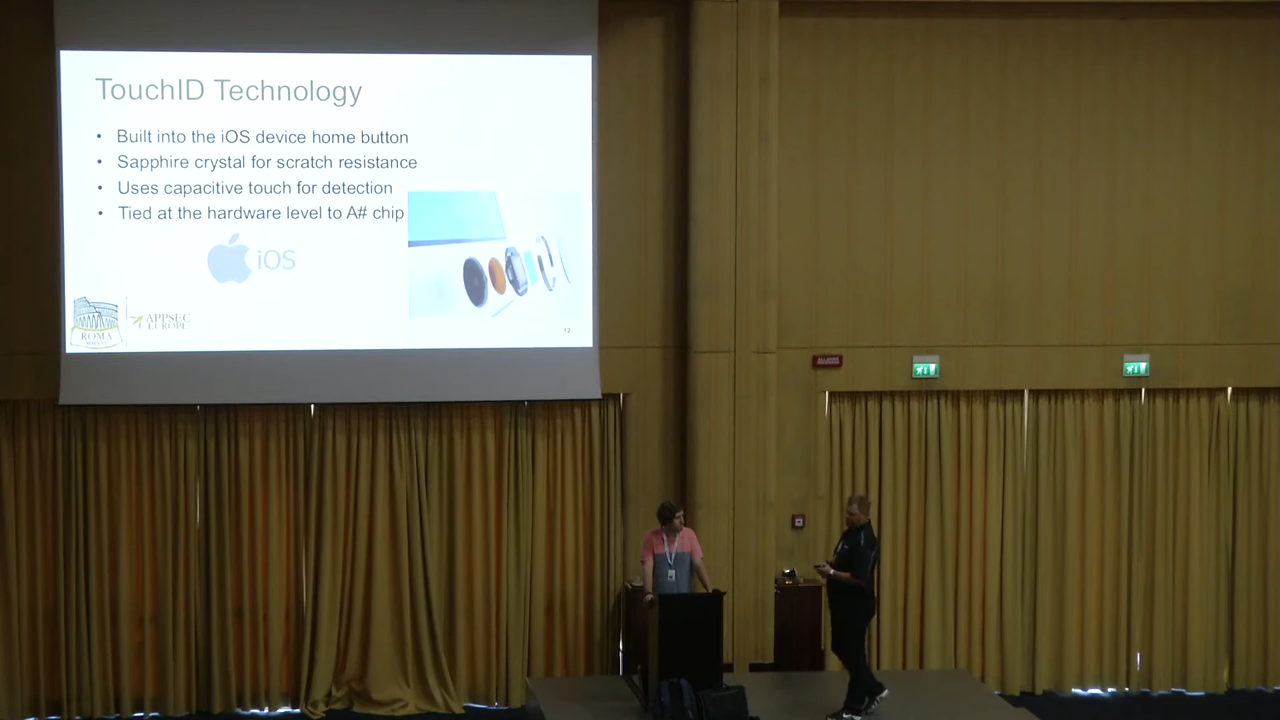 TouchID Technology
• Built into the iOS device home button
• Sapphire crystal for scratch resistance
• Uses capacitive touch for detection
• Tied at the hardware level to A# chip
iOS
ROMA
APPSEC
EUROPE
12